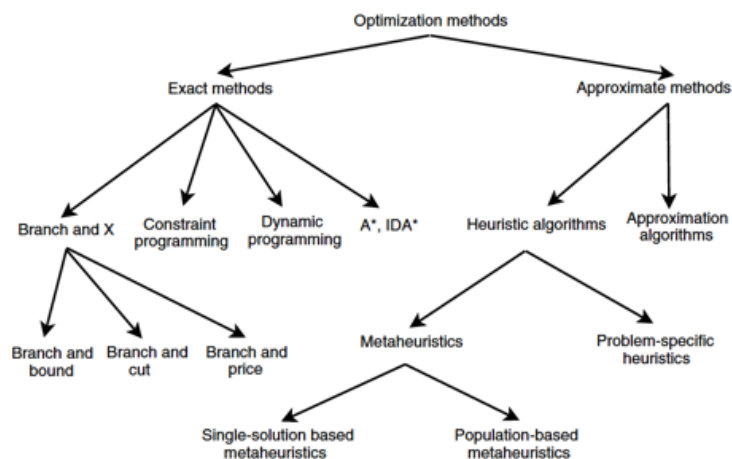 Optimization methods
Exact methods
Approximate methods
Branch and X
Constraint
programming
Dynamic
programming
A*, IDA*
Heuristic algorithms
Approximation
algorithms
Branch and
bound
Branch and
cut
Branch and
price
Metaheuristics
Problem-specific
heuristics
Single-solution based
metaheuristics
Population-based
metaheuristics